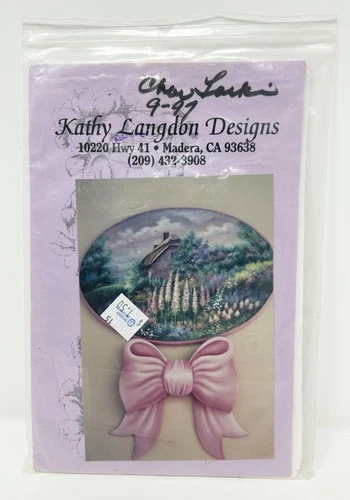 9-97
Kathy Langdon Designs
10220 Hwy 41 • Madera, CA 93638
(209) 432-3908